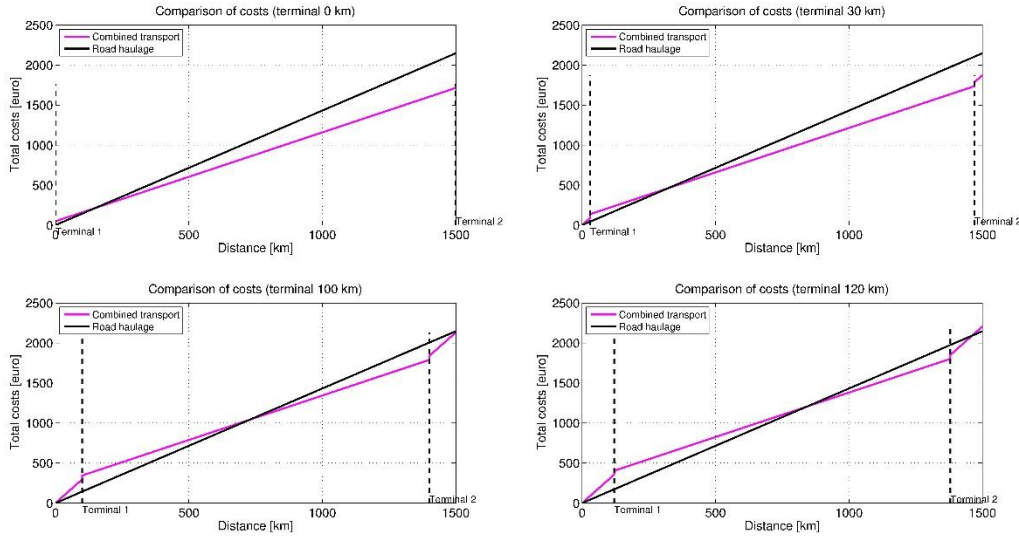 Comparison of costs (terminal 0 km)
2500
2000
1500
1000
500
0
Total costs [euro]
Combined transport
Road haulage
Terminal 1
Terminal 2
0
500
1000
1500
Distance [km]
Comparison of costs (terminal 30 km)
2500
2000
1500
1000
500
0
Total costs [euro]
Combined transport
Road haulage
Terminal 1
Terminal 2
0
500
1000
1500
Distance [km]
Comparison of costs (terminal 100 km)
2500
2000
1500
1000
500
0
Total costs [euro]
Combined transport
Road haulage
Terminal 1
Terminal 2
0
500
1000
1500
Distance [km]
Comparison of costs (terminal 120 km)
2500
2000
1500
1000
500
0
Total costs [euro]
Combined transport
Road haulage
Terminal 1
Terminal 2
0
500
1000
1500
Distance [km]